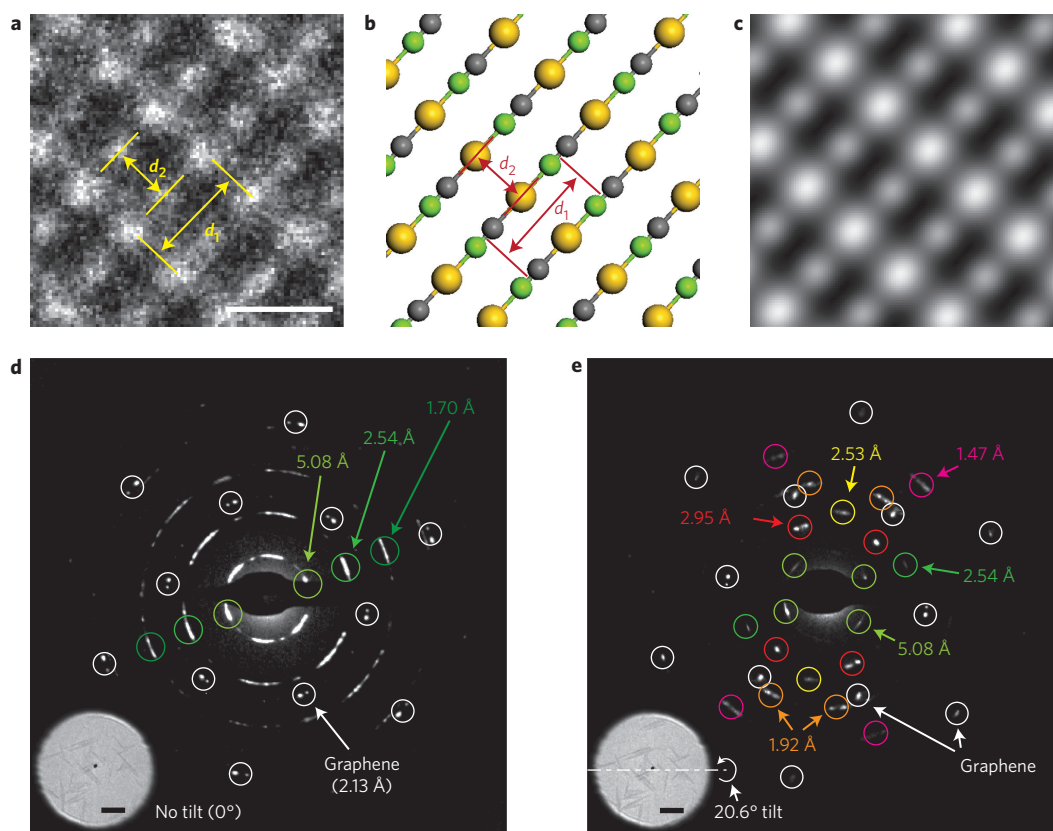 a
b
c
d2
d1
d2
d1
d
e
1.70 Å
2.54 Å
5.08 Å
Graphene
(2.13 Å)
No tilt (0°)
2.53 Å
1.47 Å
2.95 Å
2.54 Å
5.08 Å
1.92 Å
Graphene
20.6° tilt